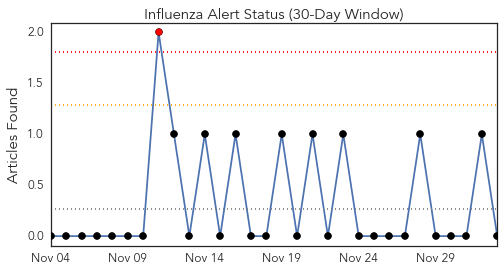 Influenza Alert Status (30-Day Window)
Articles Found
2.0
1.5
1.0
0.5
0.0
Nov 04 Nov 09 Nov 14 Nov 19 Nov 24 Nov 29